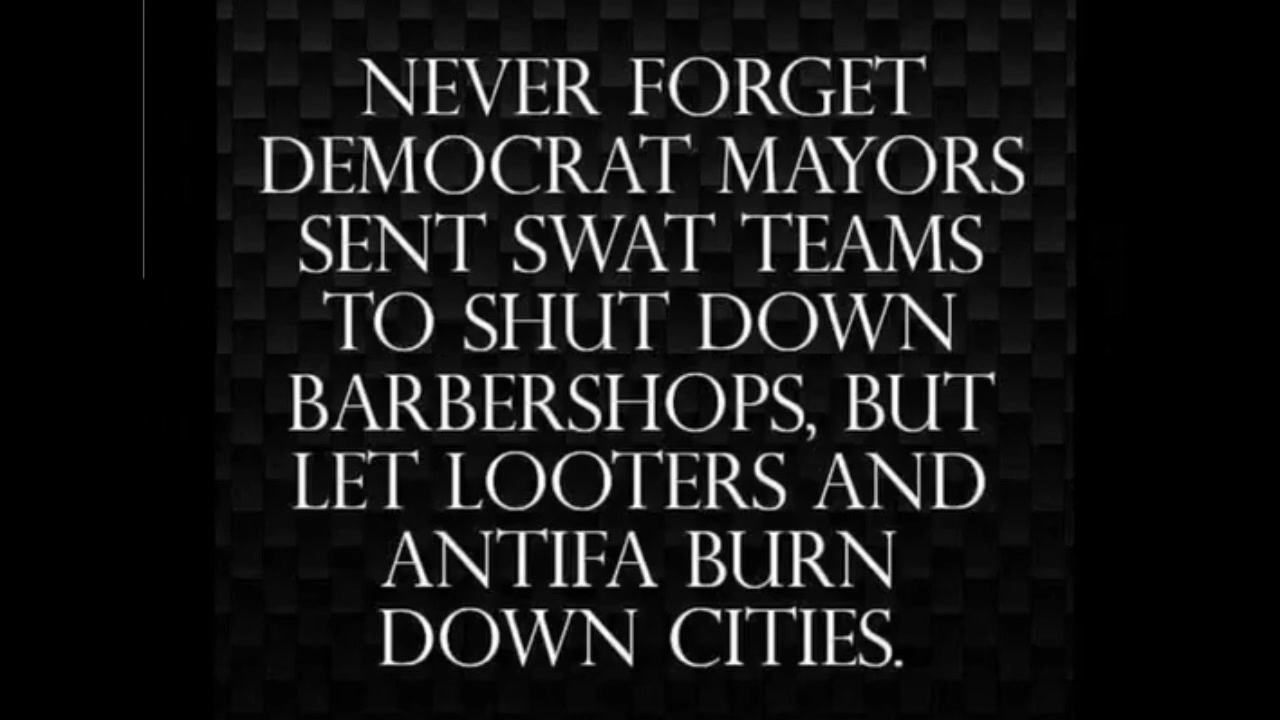 NEVER FORGET
DEMOCRAT MAYORS
SENT SWAT TEAMS
TO SHUT DOWN
BARBERSHOPS, BUT
LET LOOTERS AND
ANTIFA BURN
DOWN CITIES.